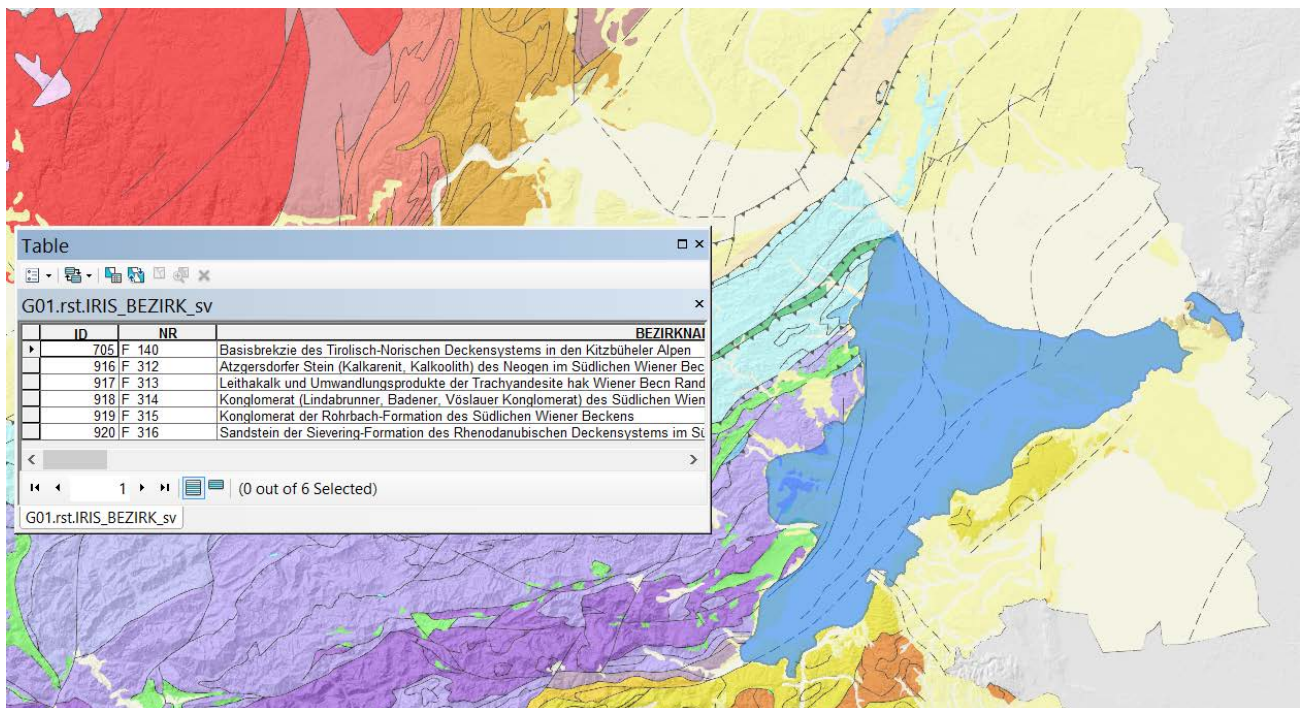 Table
G01.rst.IRIS_BEZIRK_sv
ID NR BEZIRKNAI
705 F 140 Basisbrekzie des Tirolisch-Norischen Deckensystems in den Kitzbüheler Alpen
916 F 312 Atzgersdorfer Stein (Kalkarenit, Kalkoolith) des Neogen im Südlichen Wiener Bec
917 F 313 Leithakalk und Umwandlungsprodukte der Trachyandesite hak Wiener Becn Rand
918 F 314 Konglomerat (Lindabrunner, Badener, Vöslauer Konglomerat) des Südlichen Wien
919 F 315 Konglomerat der Rohrbach-Formation des Südlichen Wiener Beckens
920 F 316 Sandstein der Sievering-Formation des Rhenodanubischen Deckensystems im Sü
1 (0 out of 6 Selected)
G01.rst.IRIS_BEZIRK_sv